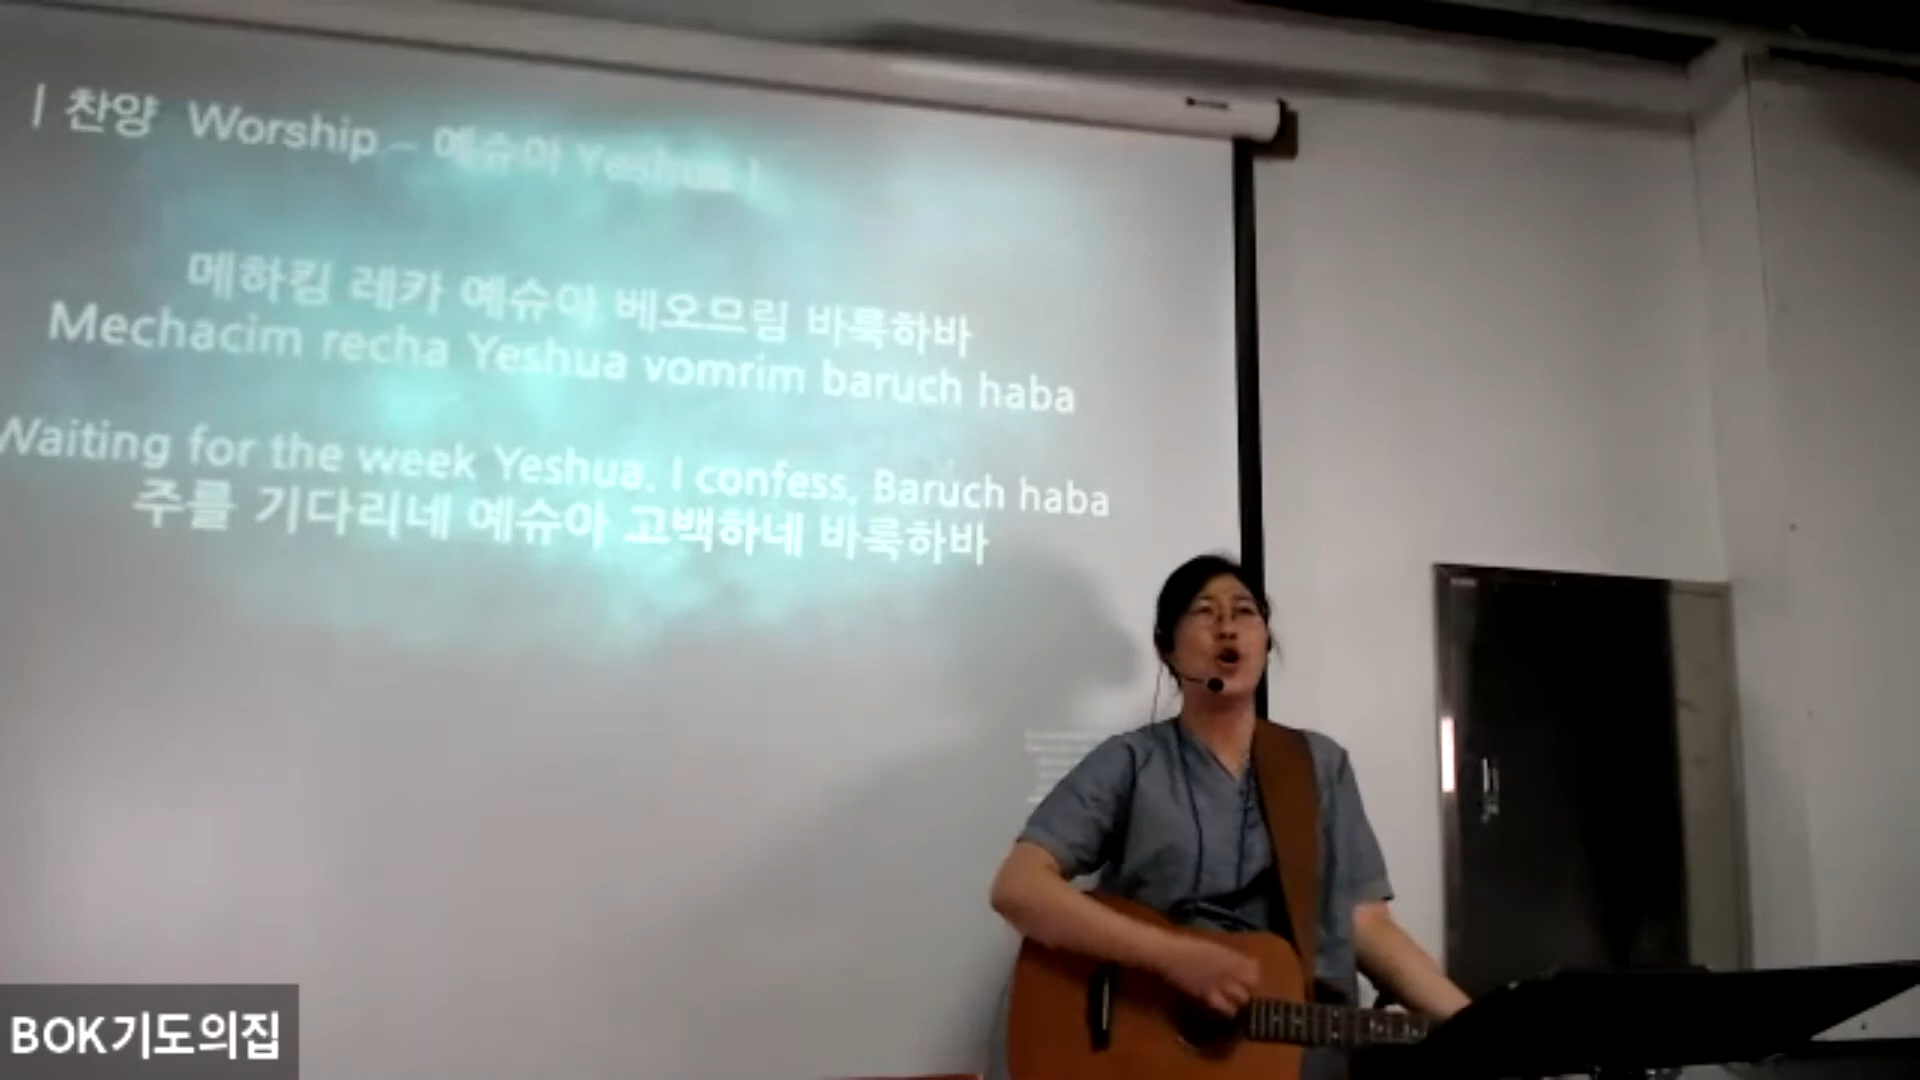 | 찬양 Worship – 예슈아 Yeshua |
메하킴 레카 예슈아 베오므림 바룩하바
Mechacim recha Yeshua vomrim baruch haba
Waiting for the week Yeshua. I confess, Baruch haba
주를 기다리네 예슈아 고백하네 바룩하바
BOK기도의집